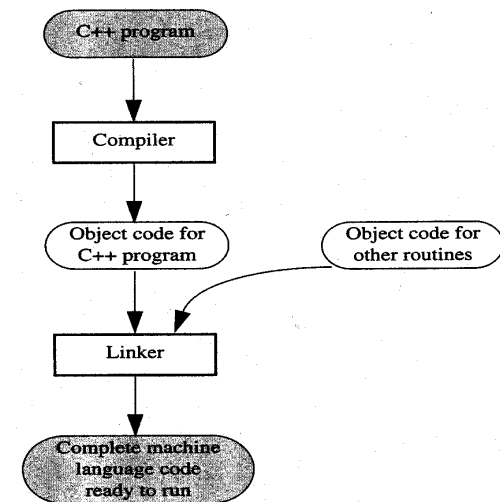 C++ program
Compiler
Object code for
C++ program
Object code for
other routines
Linker
Complete machine
language code
ready to run